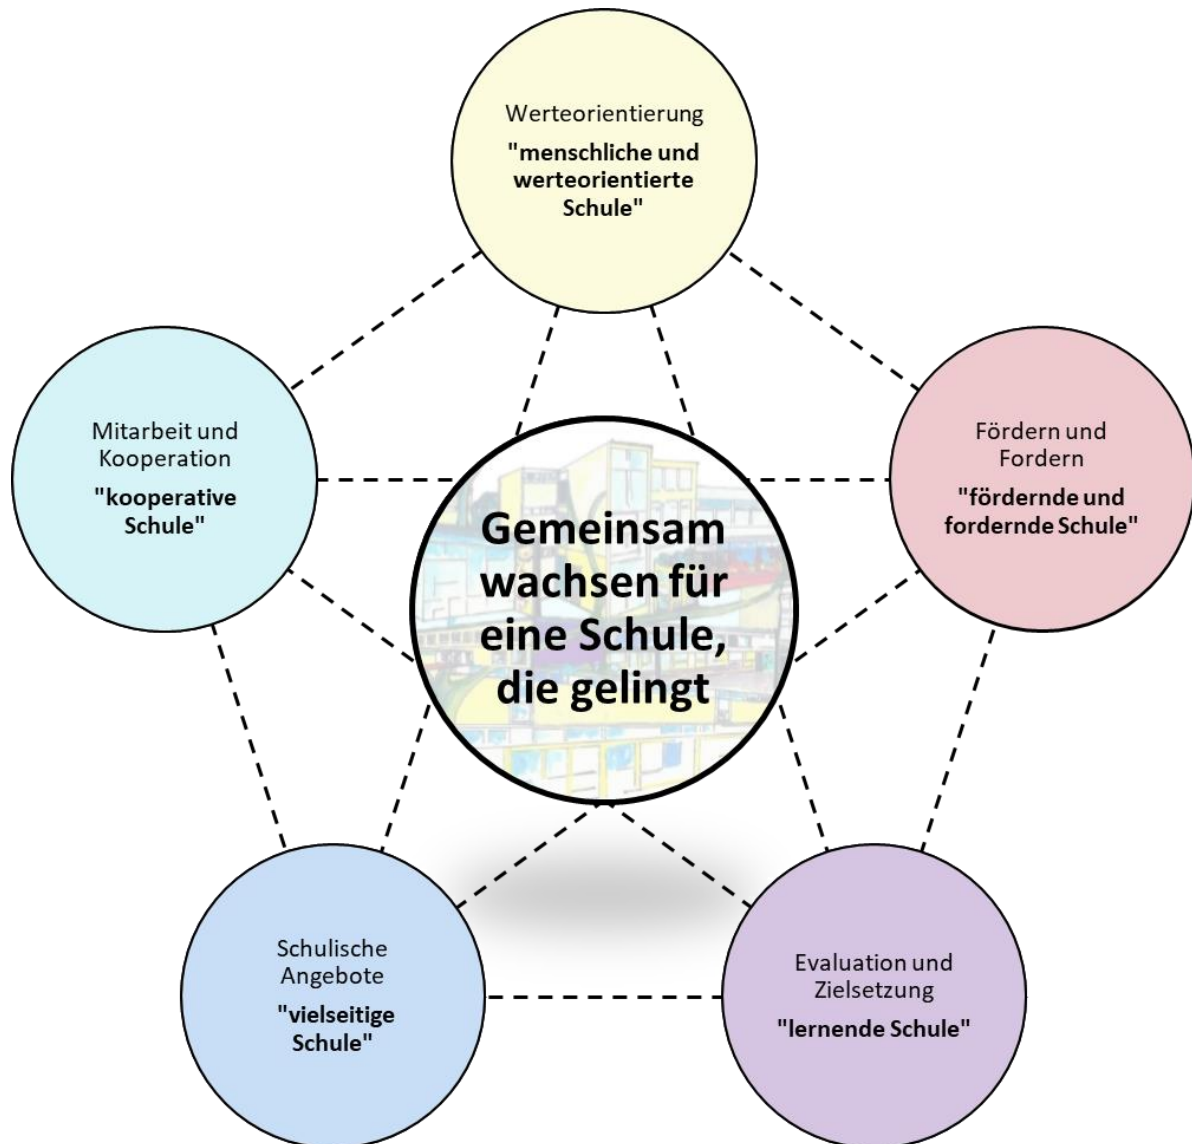 Werteorientierung
"menschliche und
werteorientierte
Schule"
Mitarbeit und
Kooperation
"kooperative
Schule"
Fördern und
Fordern
"fördernde und
fordernde Schule"
Gemeinsam
wachsen für
eine Schule,
die gelingt
Schulische
Angebote
"vielseitige
Schule"
Evaluation und
Zielsetzung
"lernende Schule"